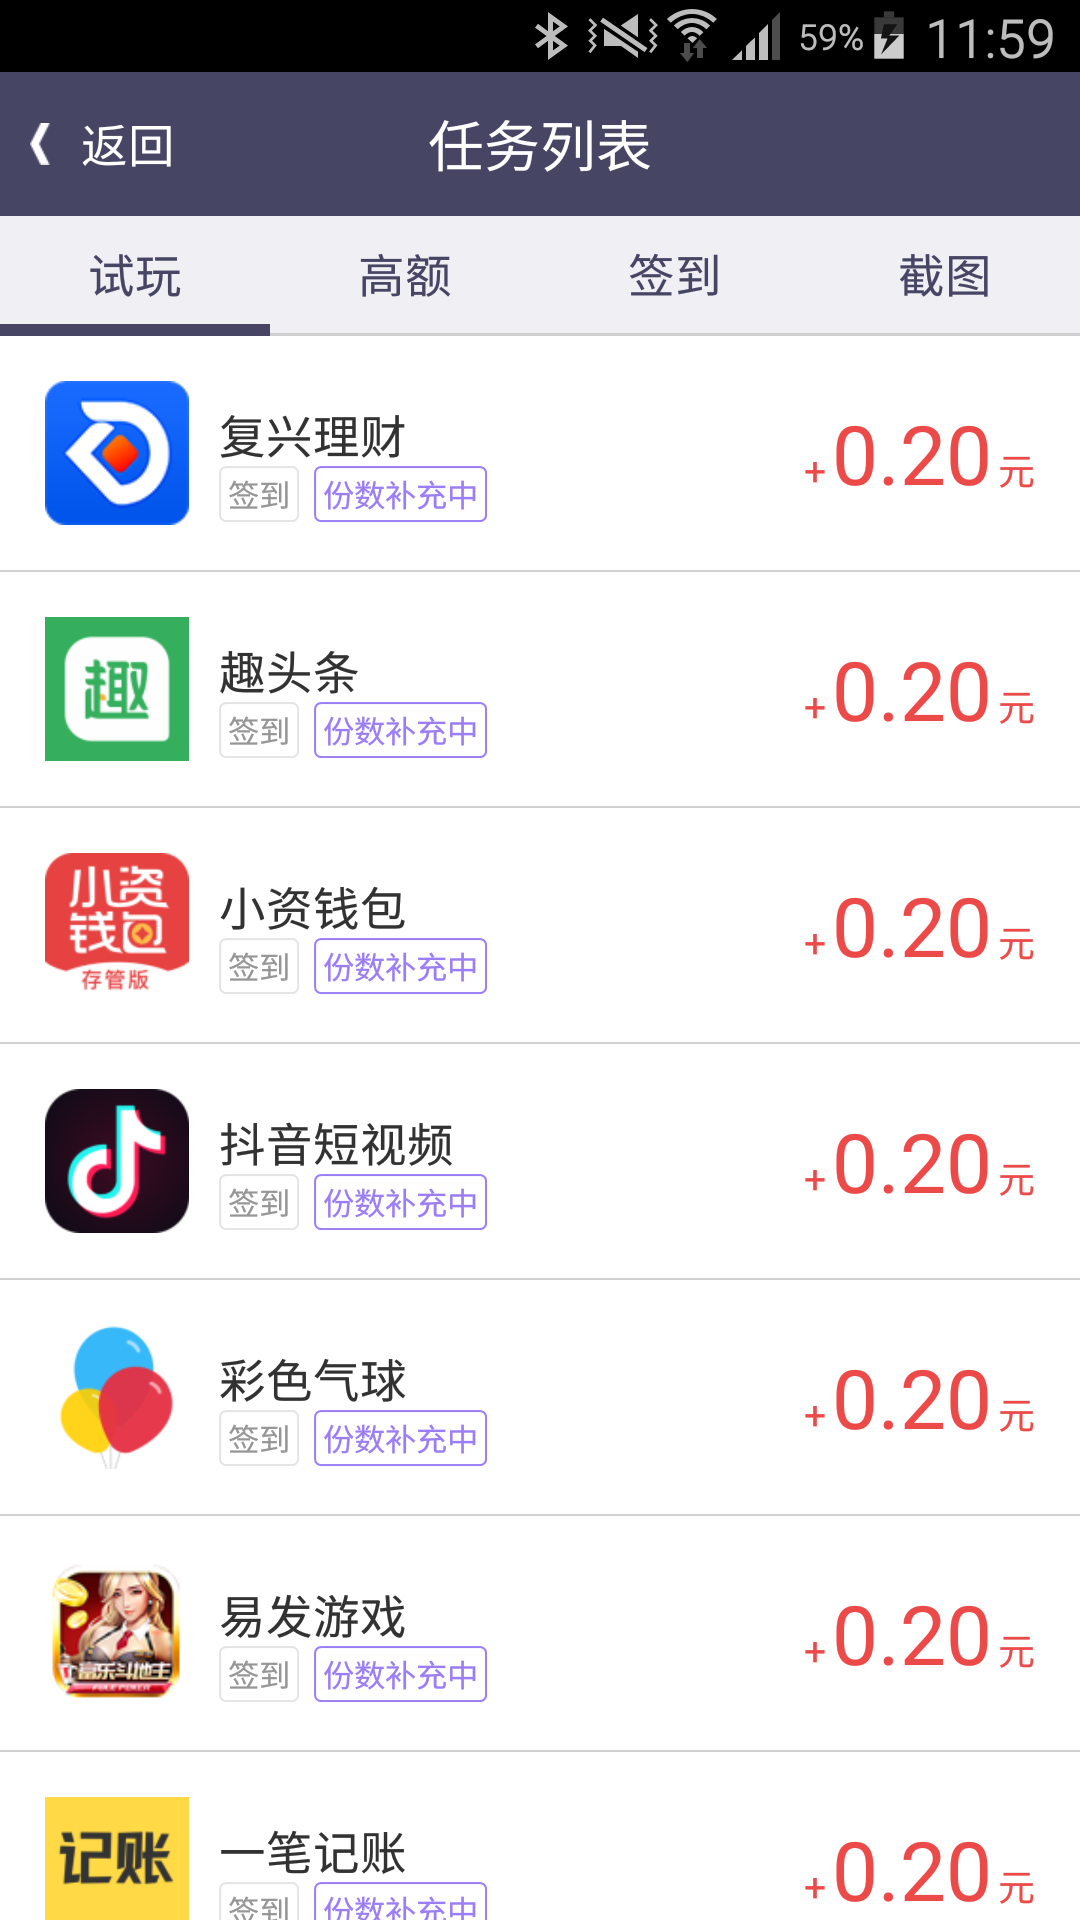 59% 11:59
返回 任务列表
试玩 高额 签到 截图
复兴理财
签到 份数补充中
+0.20元
趣
趣头条
签到 份数补充中
+0.20元
小资
钱包
存管版
小资钱包
签到 份数补充中
+0.20元
抖音短视频
签到 份数补充中
+0.20元
彩色气球
签到 份数补充中
+0.20元
富乐斗地主
易发游戏
签到 份数补充中
+0.20元
记账
一笔记账
签到 份数补充中
+0.20元